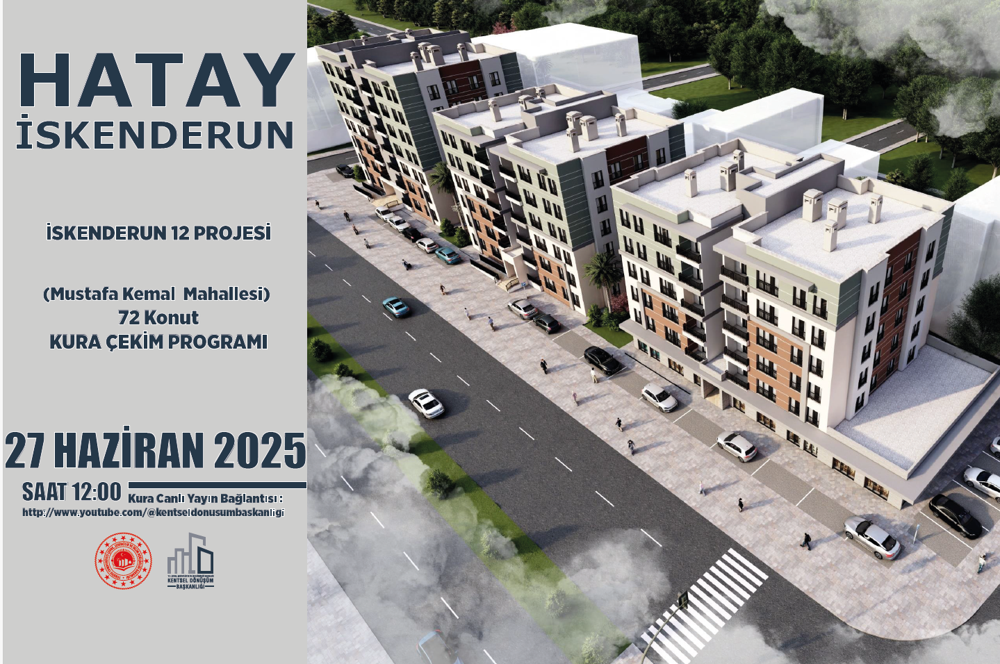 HATAY
İSKENDERUN
İSKENDERUN 12 PROJESİ
(Mustafa Kemal Mahallesi)
72 Konut
KURA ÇEKİM PROGRAMI
27 HAZİRAN 2025
SAAT 12:00
Kura Canlı Yayın Bağlantısı:
http://www.youtube.com/@kentseldonusumbaskanligi
KENTSEL DÖNÜŞÜM
BAŞKANLIĞI